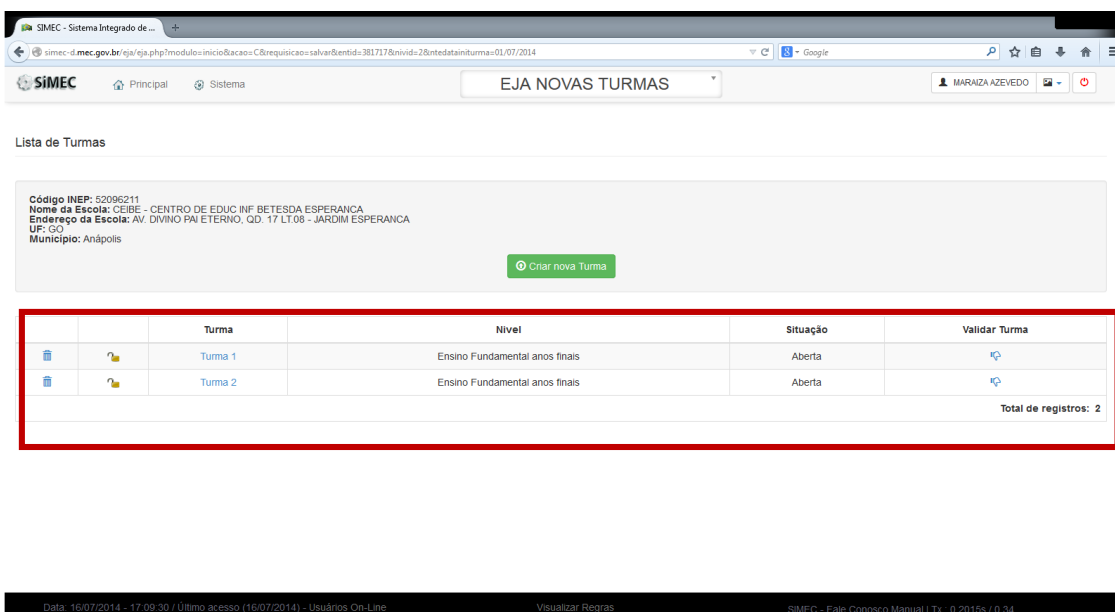 SIMEC - Sistema Integrado de ...
simec-d.mec.gov.br/eja/eja.php?modulo=inicio&acao=C&requisicao=salvar&entid=381717&nivid=2&ntedatainiturma=01/07/2014
Google
SiMEC
Principal
Sistema
EJA NOVAS TURMAS
MARAIZA AZEVEDO
Lista de Turmas
Código INEP: 52096211
Nome da Escola: CEIBE - CENTRO DE EDUC INF BETESDA ESPERANCA
Endereço da Escola: AV. DIVINO PAI ETERNO, QD. 17 LT.08 - JARDIM ESPERANCA
UF: GO
Município: Anápolis
Criar nova Turma
Turma Nivel Situação Validar Turma
Turma 1 Ensino Fundamental anos finais Aberta
Turma 2 Ensino Fundamental anos finais Aberta
Total de registros: 2
Data: 16/07/2014 - 17:09:30 / Último acesso (16/07/2014) - Usuários On-Line
Visualizar Regras
SIMEC - Fale Conosco Manual | Tx.: 0,2015s / 0,34